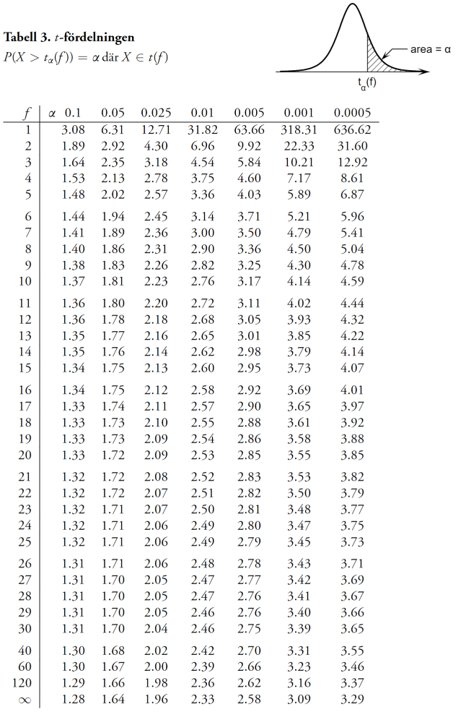 Tabell 3. t-fördelningen
P(X > tα(f)) = α där X ∈ t(f)
area = α
tα(f)
f α 0.1 0.05 0.025 0.01 0.005 0.001 0.0005
1 3.08 6.31 12.71 31.82 63.66 318.31 636.62
2 1.89 2.92 4.30 6.96 9.92 22.33 31.60
3 1.64 2.35 3.18 4.54 5.84 10.21 12.92
4 1.53 2.13 2.78 3.75 4.60 7.17 8.61
5 1.48 2.02 2.57 3.36 4.03 5.89 6.87
6 1.44 1.94 2.45 3.14 3.71 5.21 5.96
7 1.41 1.89 2.36 3.00 3.50 4.79 5.41
8 1.40 1.86 2.31 2.90 3.36 4.50 5.04
9 1.38 1.83 2.26 2.82 3.25 4.30 4.78
10 1.37 1.81 2.23 2.76 3.17 4.14 4.59
11 1.36 1.80 2.20 2.72 3.11 4.02 4.44
12 1.36 1.78 2.18 2.68 3.05 3.93 4.32
13 1.35 1.77 2.16 2.65 3.01 3.85 4.22
14 1.35 1.76 2.14 2.62 2.98 3.79 4.14
15 1.34 1.75 2.13 2.60 2.95 3.73 4.07
16 1.34 1.75 2.12 2.58 2.92 3.69 4.01
17 1.33 1.74 2.11 2.57 2.90 3.65 3.97
18 1.33 1.73 2.10 2.55 2.88 3.61 3.92
19 1.33 1.73 2.09 2.54 2.86 3.58 3.88
20 1.33 1.72 2.09 2.53 2.85 3.55 3.85
21 1.32 1.72 2.08 2.52 2.83 3.53 3.82
22 1.32 1.72 2.07 2.51 2.82 3.50 3.79
23 1.32 1.71 2.07 2.50 2.81 3.48 3.77
24 1.32 1.71 2.06 2.49 2.80 3.47 3.75
25 1.32 1.71 2.06 2.49 2.79 3.45 3.73
26 1.31 1.71 2.06 2.48 2.78 3.43 3.71
27 1.31 1.70 2.05 2.47 2.77 3.42 3.69
28 1.31 1.70 2.05 2.47 2.76 3.41 3.67
29 1.31 1.70 2.05 2.46 2.76 3.40 3.66
30 1.31 1.70 2.04 2.46 2.75 3.39 3.65
40 1.30 1.68 2.02 2.42 2.70 3.31 3.55
60 1.30 1.67 2.00 2.39 2.66 3.23 3.46
120 1.29 1.66 1.98 2.36 2.62 3.16 3.37
∞ 1.28 1.64 1.96 2.33 2.58 3.09 3.29